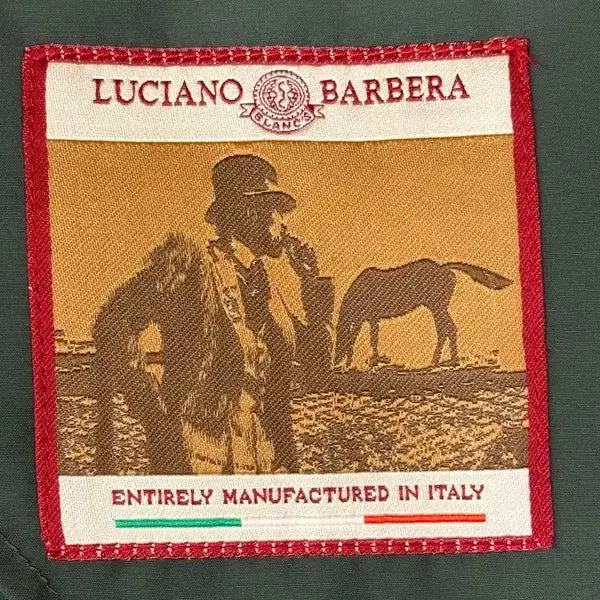 LUCIANO BARBERA
BLANC'S
ENTIRELY MANUFACTURED IN ITALY